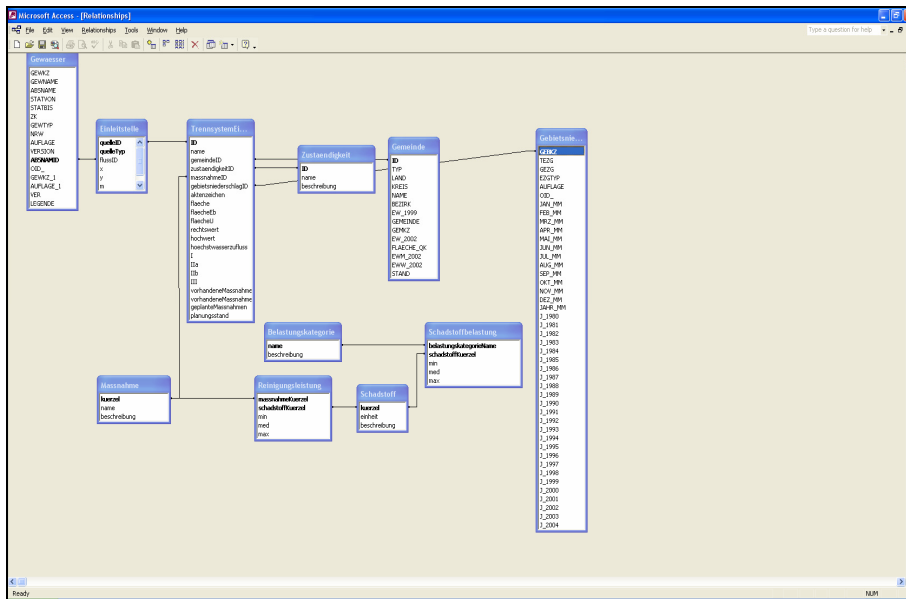 Microsoft Access - [Relationships]
File Edit View Relationships Tools Window Help
Type a question for help
Gewaesser
GEWKZ
GEWNAME
ABSNAME
STATVON
STATBIS
ZK
GEWTYP
NRW
AUFLAGE
VERSION
ABSNAMID
OID_
GEWKZ_1
AUFLAGE_1
VER
LEGENDE
Einleitstelle
quelleID
quelleTyp
flussID
x
y
m
TrennsystemEi...
ID
name
gemeindeID
zustaendigkeitID
massnahmeID
gebietsniederschlagID
aktenzeichen
flaeche
flaecheEb
flaecheU
rechtswert
hochwert
hoechstwasserzufluss
I
IIa
IIb
III
vorhandeneMassnahme
vorhandeneMassnahme
geplanteMassnahmen
planungsstand
Zustaendigkeit
ID
name
beschreibung
Gemeinde
ID
TYP
LAND
KREIS
NAME
BEZIRK
EW_1999
GEMEINDE
GEMKZ
EW_2002
FLAECHE_QK
EWM_2002
EWW_2002
STAND
Gebietsnie...
GEBKZ
TEZG
GEZG
EZGTYP
AUFLAGE
OID_
JAN_MM
FEB_MM
MRZ_MM
APR_MM
MAI_MM
JUN_MM
JUL_MM
AUG_MM
SEP_MM
OKT_MM
NOV_MM
DEZ_MM
JAHR_MM
J_1980
J_1981
J_1982
J_1983
J_1984
J_1985
J_1986
J_1987
J_1988
J_1989
J_1990
J_1991
J_1992
J_1993
J_1994
J_1995
J_1996
J_1997
J_1998
J_1999
J_2000
J_2001
J_2002
J_2003
J_2004
Belastungskategorie
name
beschreibung
Schadstoffbelastung
belastungskategorieName
schadstoffKuerzel
min
med
max
Massnahme
kuerzel
name
beschreibung
Reinigungsleistung
massnahmeKuerzel
schadstoffKuerzel
min
med
max
Schadstoff
kuerzel
einheit
beschreibung
Ready
NUM